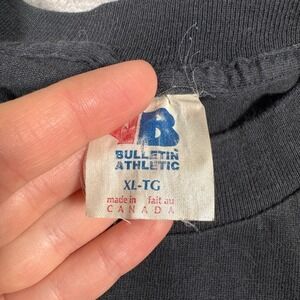 B
BULLETIN
ATHLETIC
XL-TG
made in fait au
CANADA